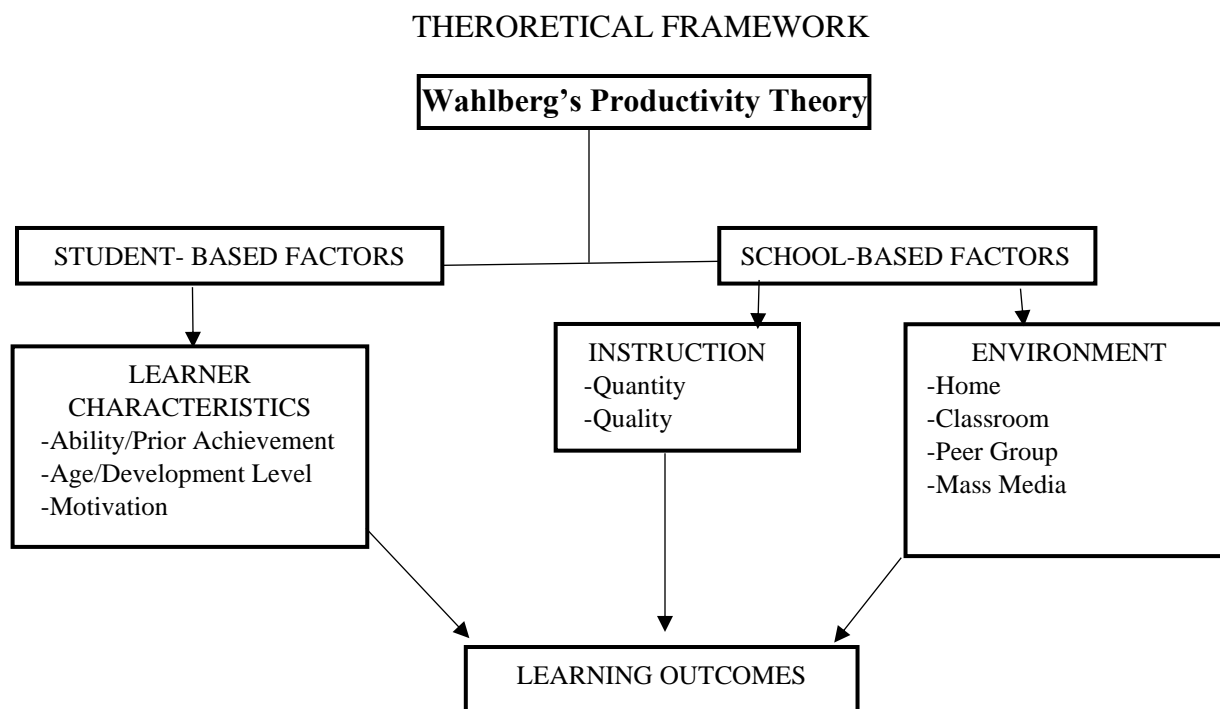 THERORETICAL FRAMEWORK
Wahlberg’s Productivity Theory
STUDENT- BASED FACTORS
SCHOOL-BASED FACTORS
LEARNER
CHARACTERISTICS
-Ability/Prior Achievement
-Age/Development Level
-Motivation
INSTRUCTION
-Quantity
-Quality
ENVIRONMENT
-Home
-Classroom
-Peer Group
-Mass Media
LEARNING OUTCOMES